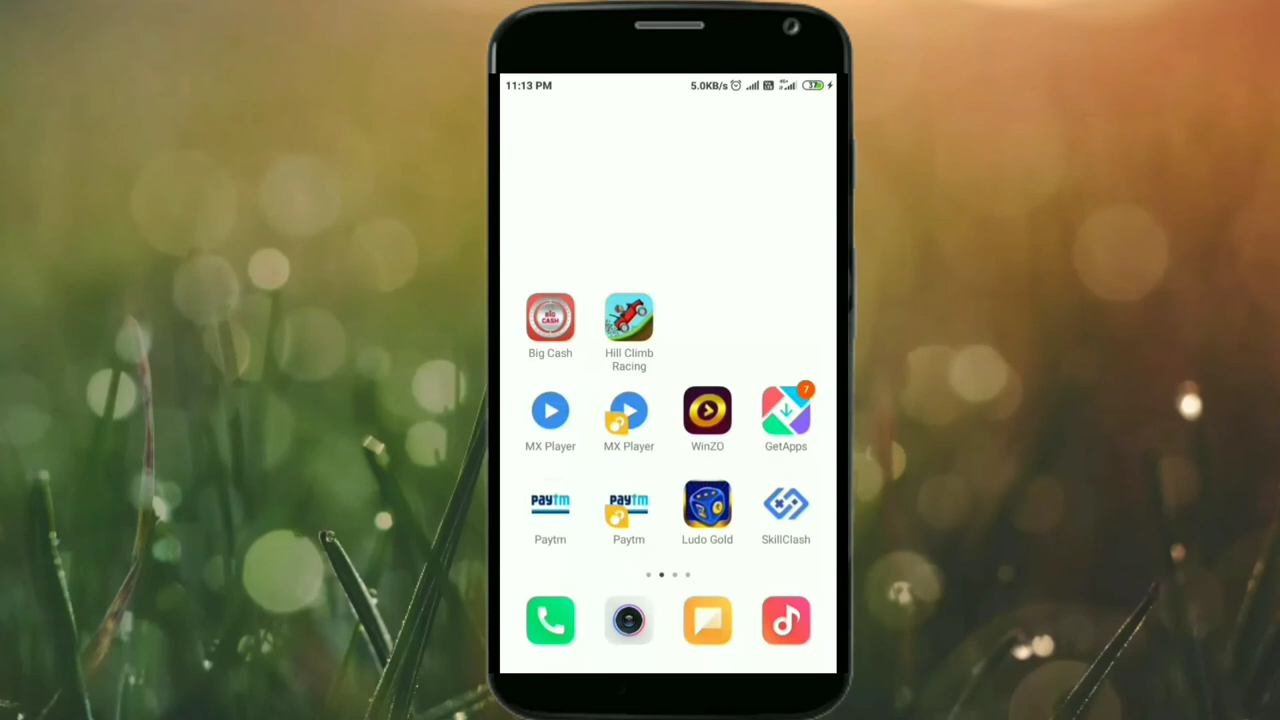 11:13 PM 5.0KB/s 37
BIG
CASH
Big Cash
Hill Climb
Racing
7
MX Player
MX Player
WinZO
GetApps
Paytm
Paytm
Paytm
Paytm
Ludo Gold
SkillClash